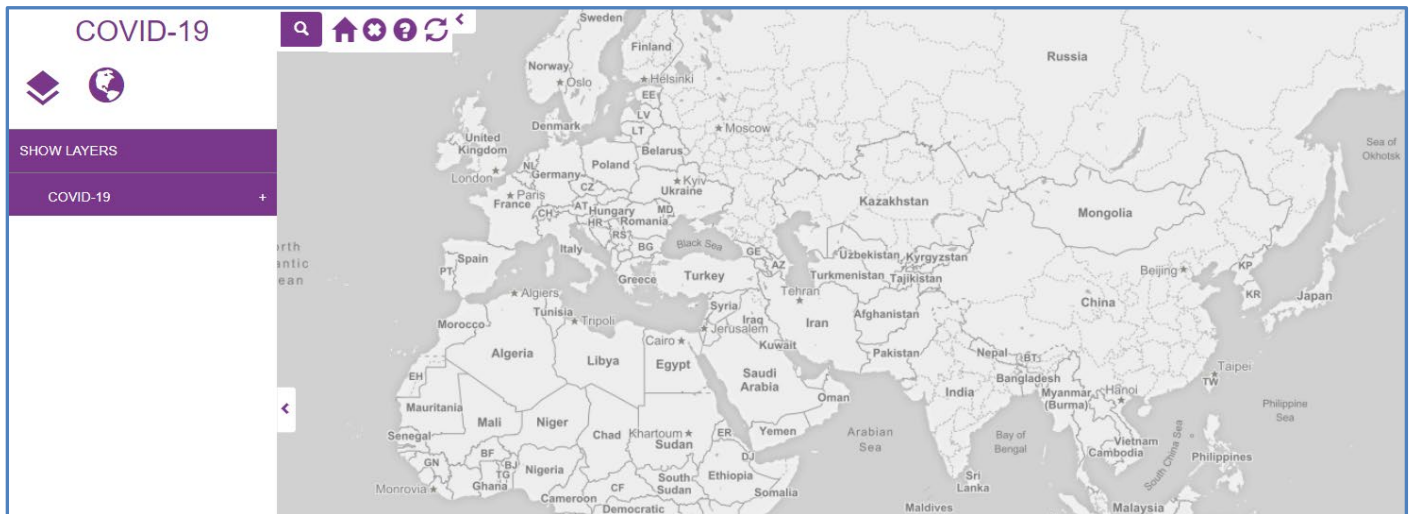 COVID-19
SHOW LAYERS
COVID-19 +
Sweden
Finland
Russia
Norway
Oslo
Helsinki
EE
LV
LT
Moscow
Denmark
United
Kingdom
Belarus
Sea of
Okhotsk
NL
Germany
Poland
London
Paris
France
CZ
Kyiv
Ukraine
Kazakhstan
Mongolia
CH
AT
Hungary
HR
MD
Romania
RS
BG
Italy
Black Sea
GE
AZ
Uzbekistan
Kyrgyzstan
Turkmenistan
Tajikistan
Beijing
KP
KR
Japan
orth
antic
ean
PT
Spain
Greece
Turkey
Tehran
China
Algiers
Tunisia
Tripoli
Syria
Iraq
Jerusalem
Iran
Afghanistan
Morocco
Algeria
Libya
Cairo
Egypt
Kuwait
Pakistan
Nepal
BT
Taipei
TW
EH
Saudi
Arabia
Bangladesh
India
Myanmar
(Burma)
Hanoi
Oman
Mauritania
Mali
Niger
Chad
Khartoum
Sudan
ER
Yemen
Arabian
Sea
Bay of
Bengal
Philippine
Sea
Senegal
BF
GN
BJ
TG
Ghana
Nigeria
DJ
Vietnam
Cambodia
South China Sea
Philippines
Monrovia
CF
South
Sudan
Ethiopia
Somalia
Sri
Lanka
Cameroon
Democratic
Maldives
Malaysia